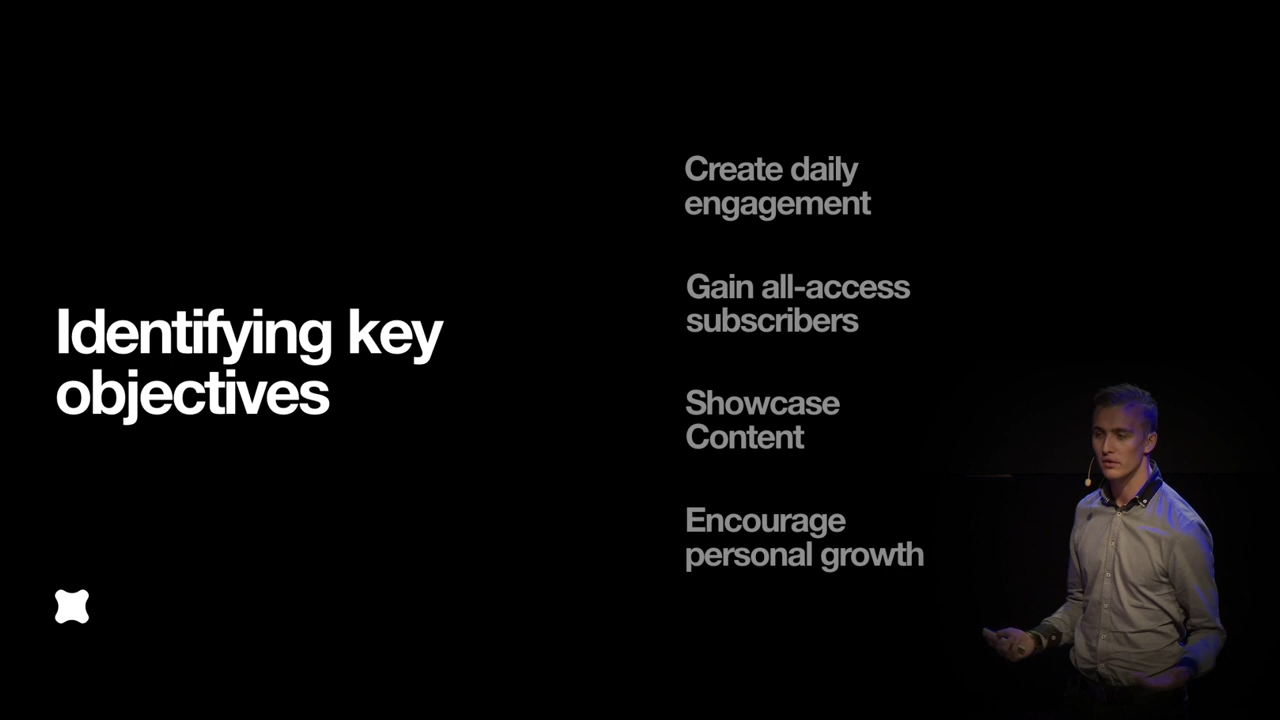 Identifying key
objectives
Create daily
engagement
Gain all-access
subscribers
Showcase
Content
Encourage
personal growth